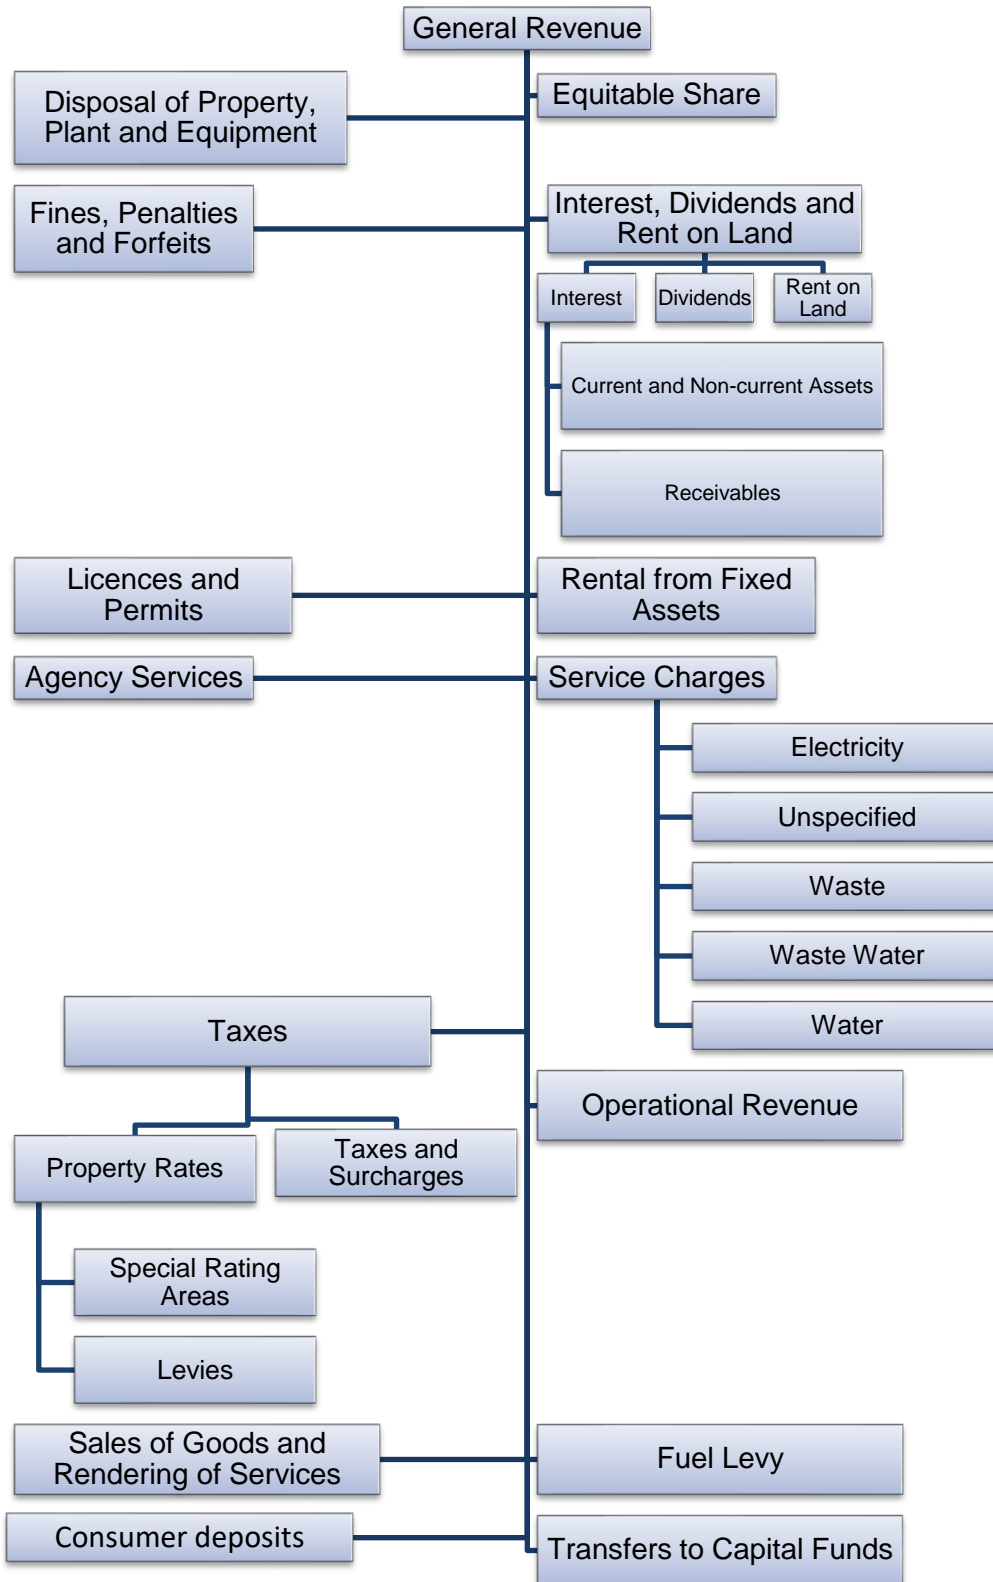 General Revenue
Disposal of Property,
Plant and Equipment
Equitable Share
Fines, Penalties
and Forfeits
Interest, Dividends and
Rent on Land
Interest
Dividends
Rent on
Land
Current and Non-current Assets
Receivables
Licences and
Permits
Rental from Fixed
Assets
Agency Services
Service Charges
Electricity
Unspecified
Waste
Waste Water
Water
Taxes
Operational Revenue
Property Rates
Taxes and
Surcharges
Special Rating
Areas
Levies
Sales of Goods and
Rendering of Services
Fuel Levy
Consumer deposits
Transfers to Capital Funds